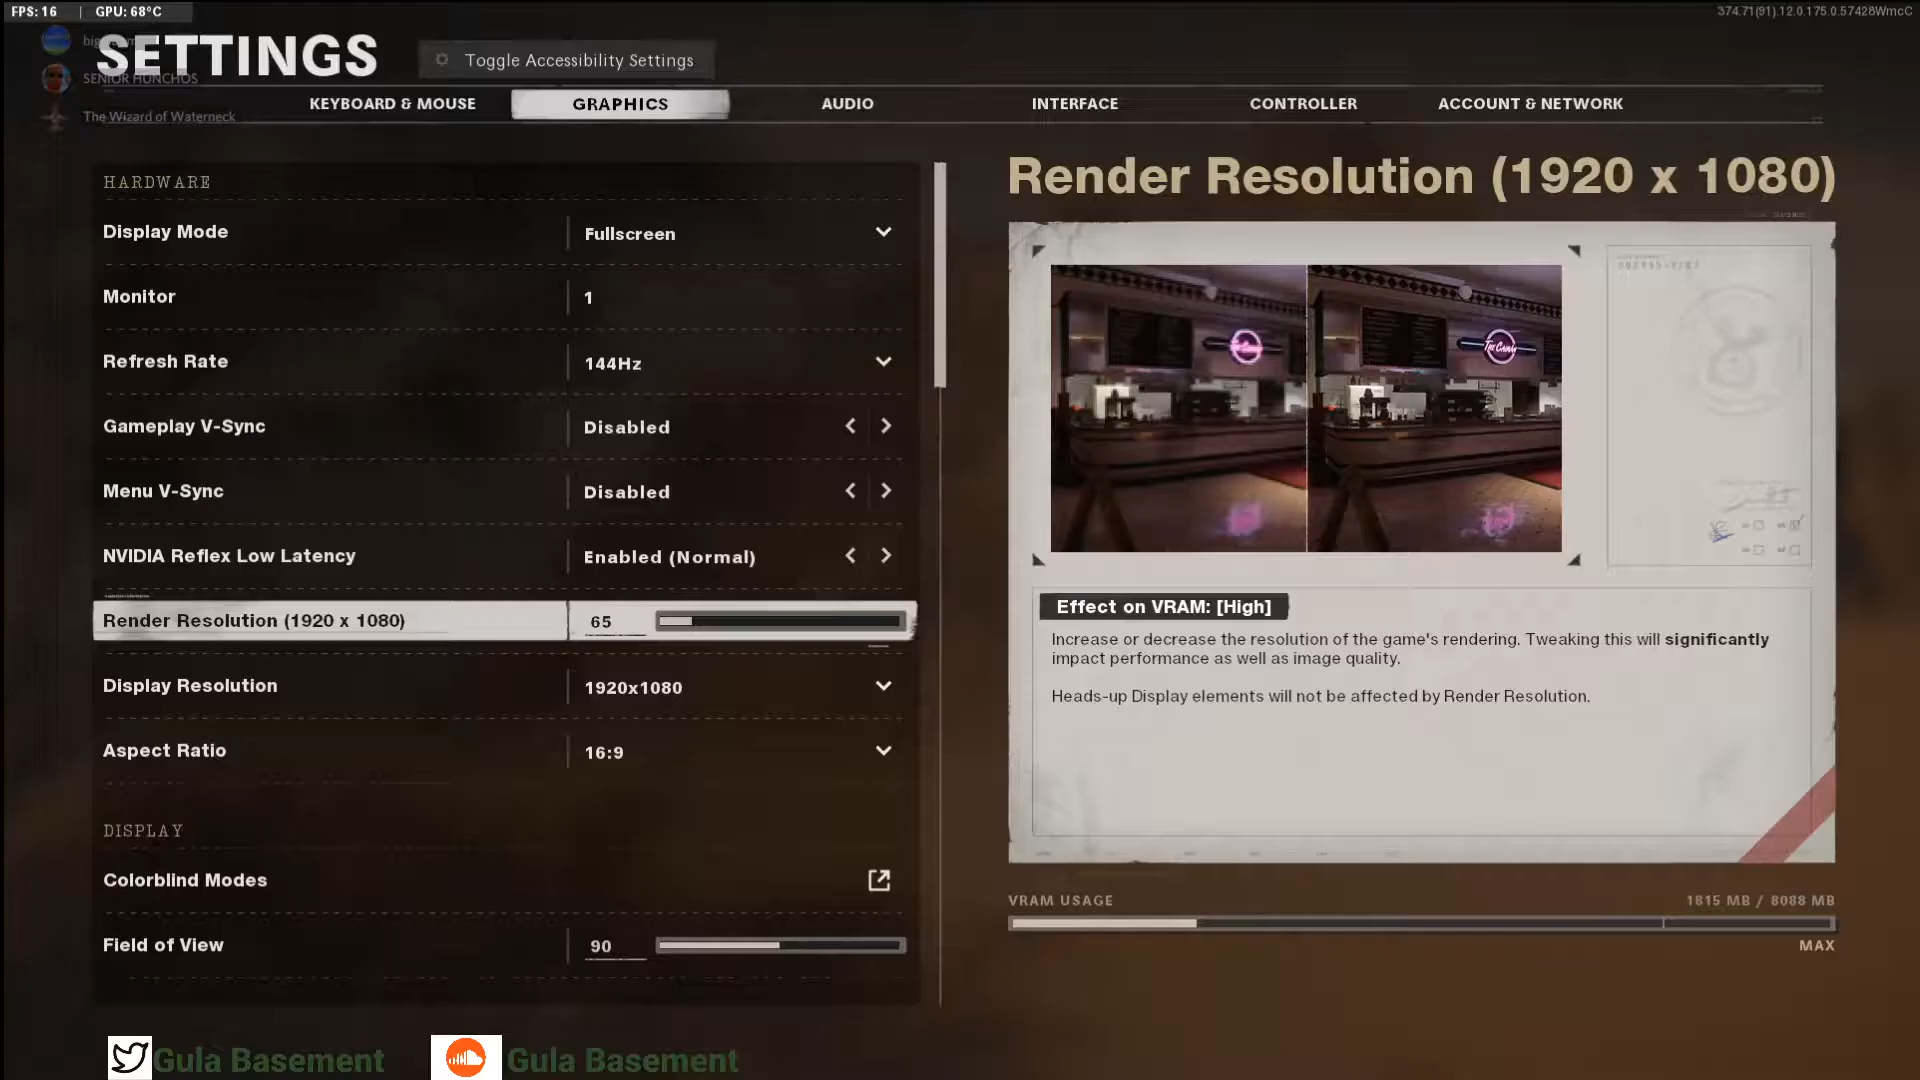 FPS: 16 | GPU: 68°C
374.71(91).12.0.175.0.57428WmcC
SETTINGS
Toggle Accessibility Settings
SENIOR HUNCHOS
The Wizard of Waterneck
KEYBOARD & MOUSE
GRAPHICS
AUDIO
INTERFACE
CONTROLLER
ACCOUNT & NETWORK
HARDWARE
Display Mode
Fullscreen
Monitor
1
Refresh Rate
144Hz
Gameplay V-Sync
Disabled
Menu V-Sync
Disabled
NVIDIA Reflex Low Latency
Enabled (Normal)
Render Resolution (1920 x 1080)
65
Display Resolution
1920x1080
Aspect Ratio
16:9
DISPLAY
Colorblind Modes
Field of View
90
Render Resolution (1920 x 1080)
Effect on VRAM: [High]
Increase or decrease the resolution of the game's rendering. Tweaking this will significantly
impact performance as well as image quality.
Heads-up Display elements will not be affected by Render Resolution.
VRAM USAGE
1815 MB / 8088 MB
MAX
Gula Basement
Gula Basement